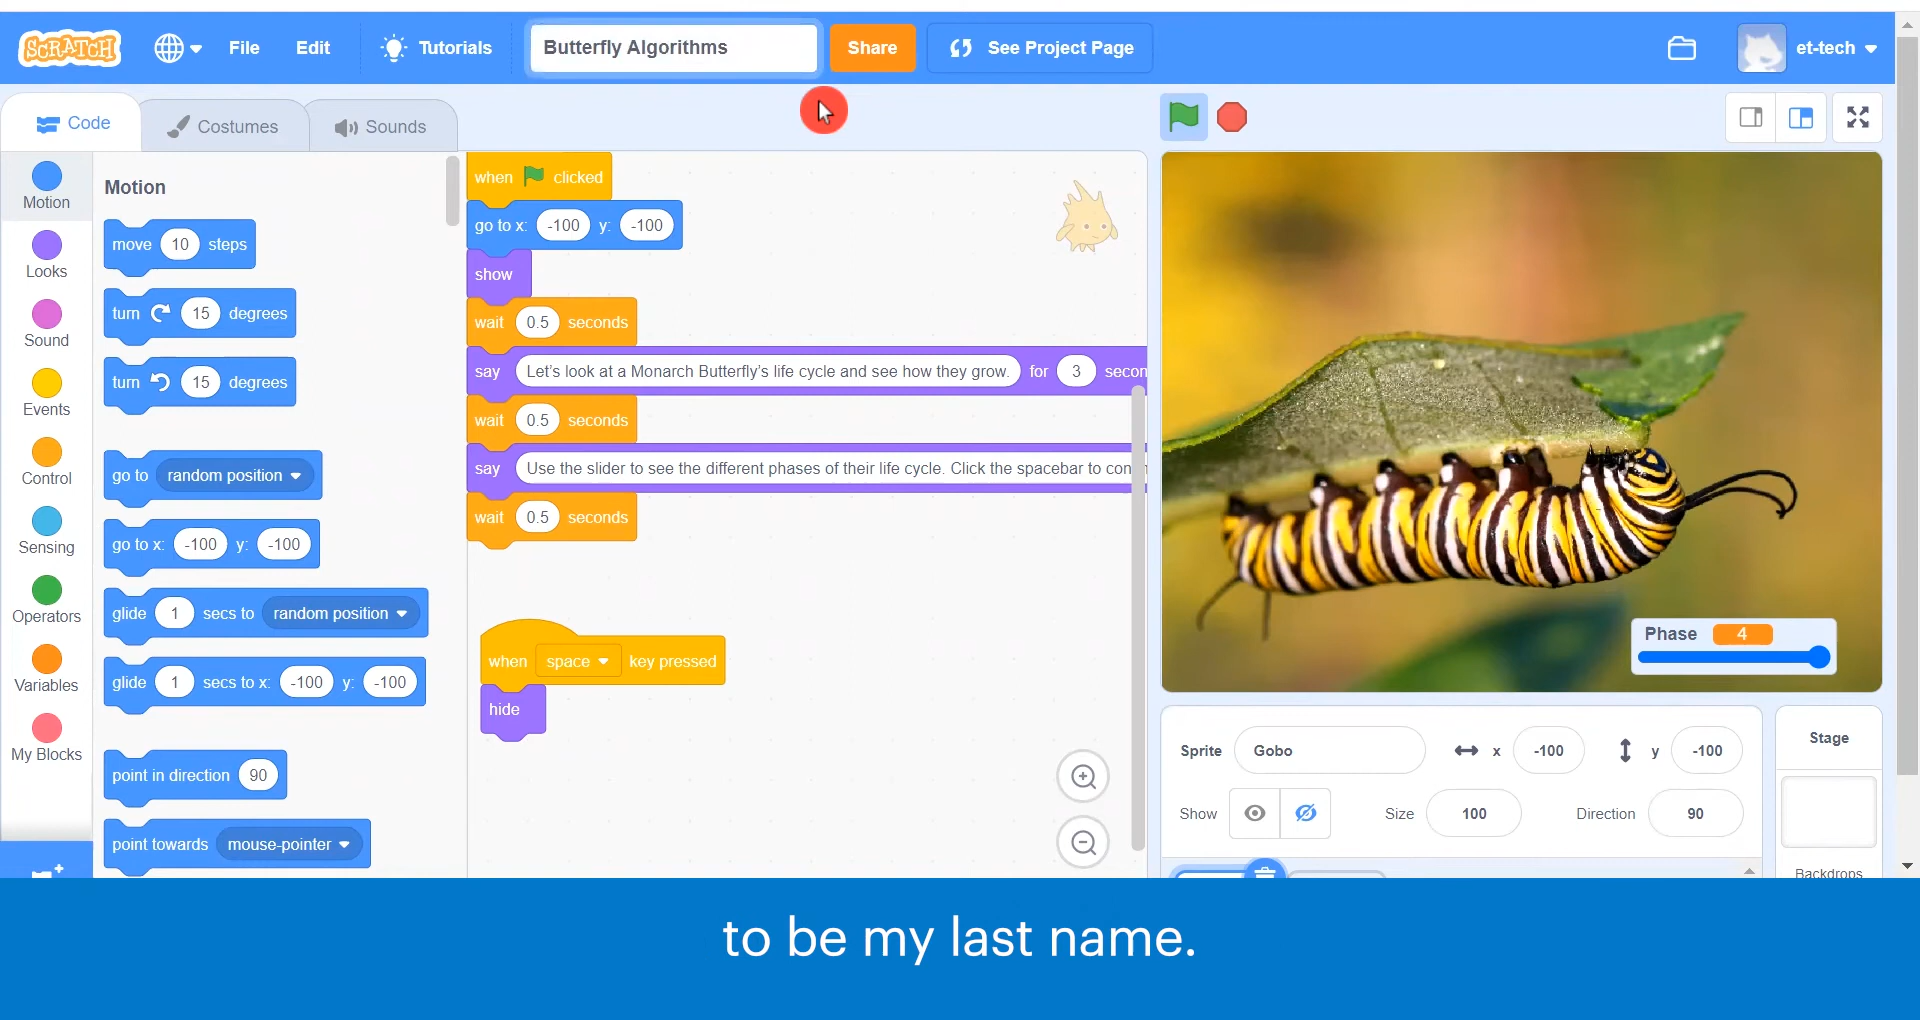 SCRATCH File Edit Tutorials Butterfly Algorithms Share See Project Page et-tech
Code Costumes Sounds
Motion
Looks
Sound
Events
Control
Sensing
Operators
Variables
My Blocks
Motion
move 10 steps
turn 15 degrees
turn 15 degrees
go to random position
go to x: -100 y: -100
glide 1 secs to random position
glide 1 secs to x: -100 y: -100
point in direction 90
point towards mouse-pointer
when clicked
go to x: -100 y: -100
show
wait 0.5 seconds
say Let's look at a Monarch Butterfly's life cycle and see how they grow. for 3 secon
wait 0.5 seconds
say Use the slider to see the different phases of their life cycle. Click the spacebar to con
wait 0.5 seconds
when space key pressed
hide
Phase 4
Sprite Gobo x -100 y -100
Show Size 100 Direction 90
Stage
Backdrops
to be my last name.